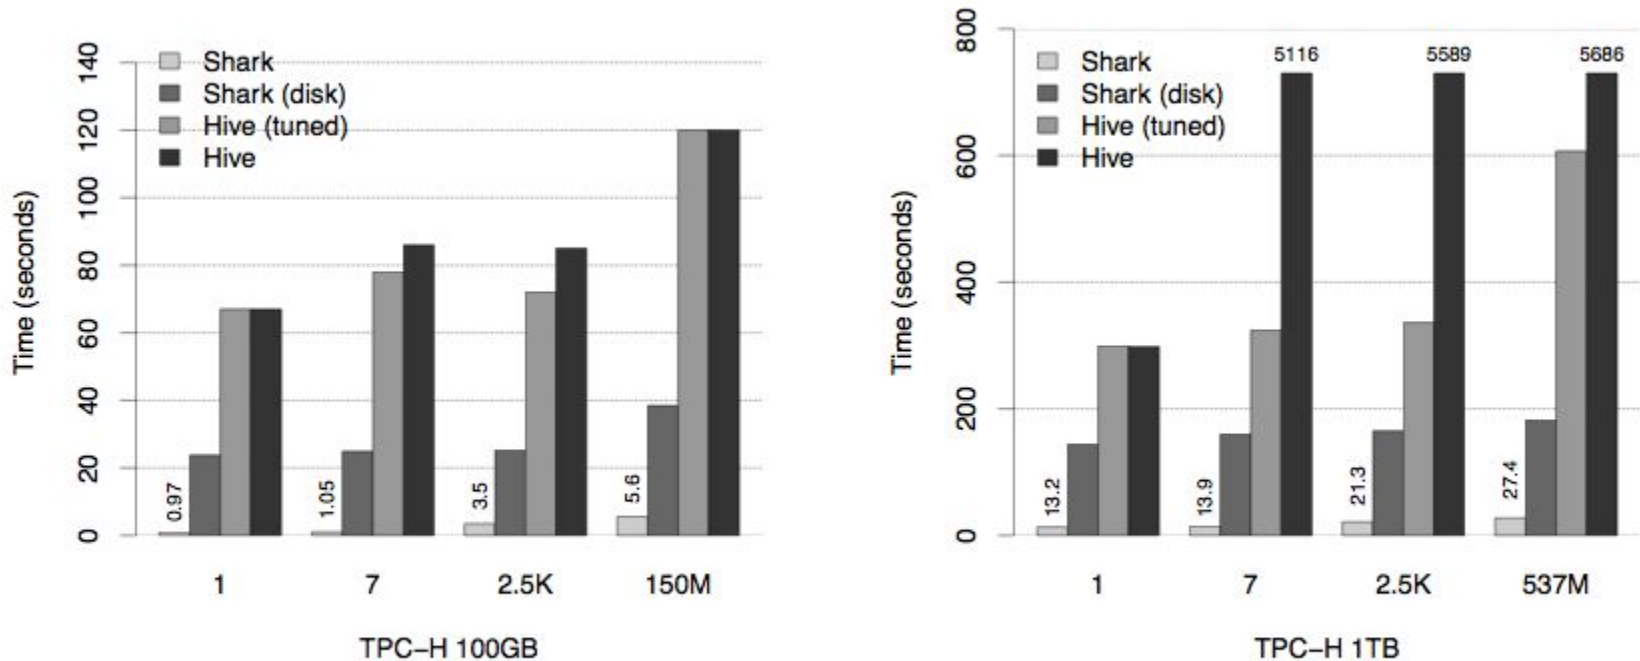 140
120
100
80
60
40
20
0
Time (seconds)
Shark
Shark (disk)
Hive (tuned)
Hive
0.97
1.05
3.5
5.6
1
7
2.5K
150M
TPC-H 100GB
800
600
400
200
0
Time (seconds)
Shark
Shark (disk)
Hive (tuned)
Hive
5116
5589
5686
13.2
13.9
21.3
27.4
1
7
2.5K
537M
TPC-H 1TB